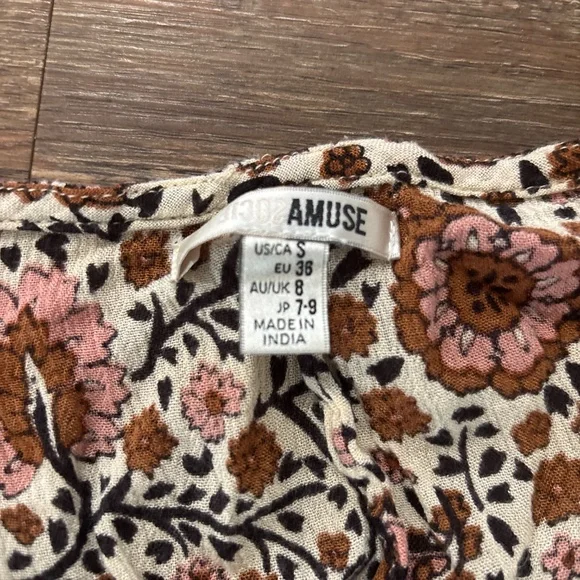 AMUSE
US/CA S
EU 36
AU/UK 8
JP 7-9
MADE IN
INDIA